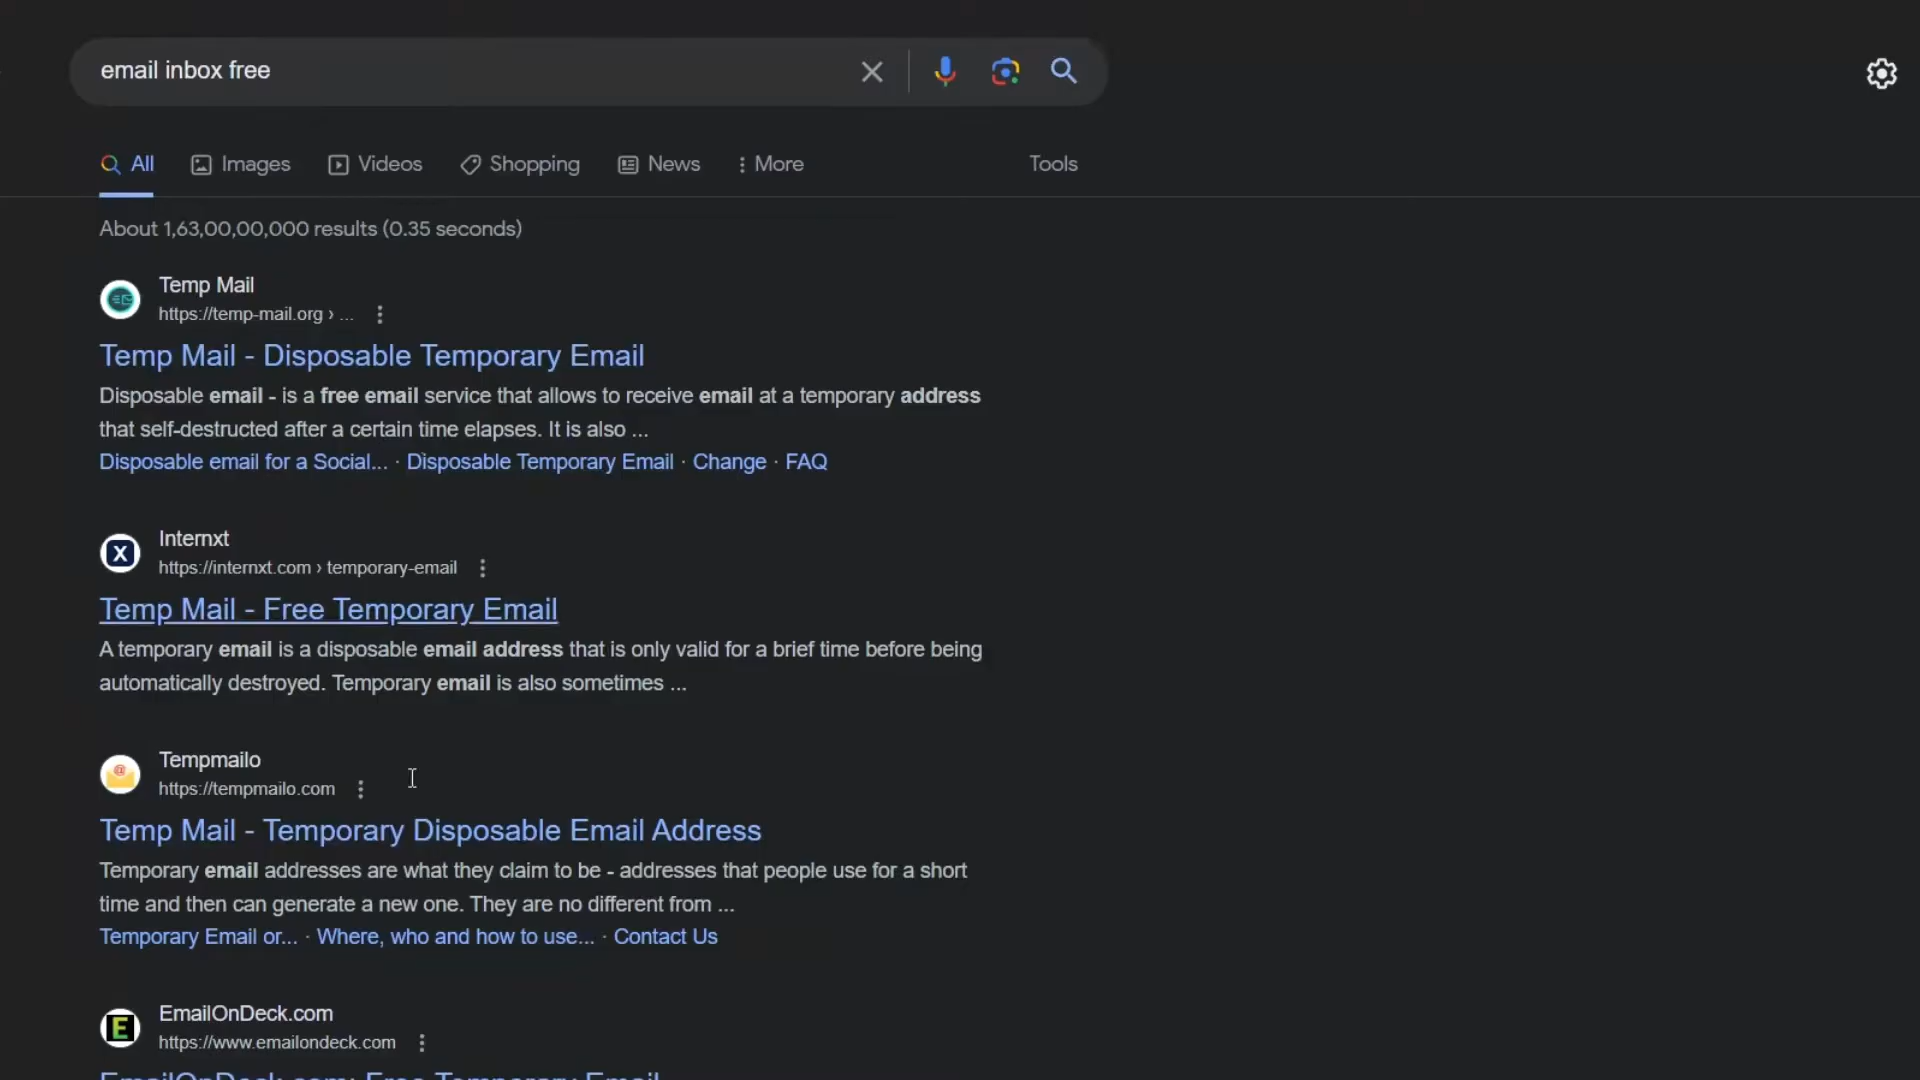 email inbox free
All Images Videos Shopping News More Tools
About 1,63,00,00,000 results (0.35 seconds)
Temp Mail
https://temp-mail.org › ...
Temp Mail - Disposable Temporary Email
Disposable email - is a free email service that allows to receive email at a temporary address
that self-destructed after a certain time elapses. It is also ...
Disposable email for a Social... · Disposable Temporary Email · Change · FAQ
X
Internxt
https://internxt.com › temporary-email
Temp Mail - Free Temporary Email
A temporary email is a disposable email address that is only valid for a brief time before being
automatically destroyed. Temporary email is also sometimes ...
@
Tempmailo
https://tempmailo.com
Temp Mail - Temporary Disposable Email Address
Temporary email addresses are what they claim to be - addresses that people use for a short
time and then can generate a new one. They are no different from ...
Temporary Email or... · Where, who and how to use... · Contact Us
E
EmailOnDeck.com
https://www.emailondeck.com
EmailOnDeck.com: Free Temporary Email